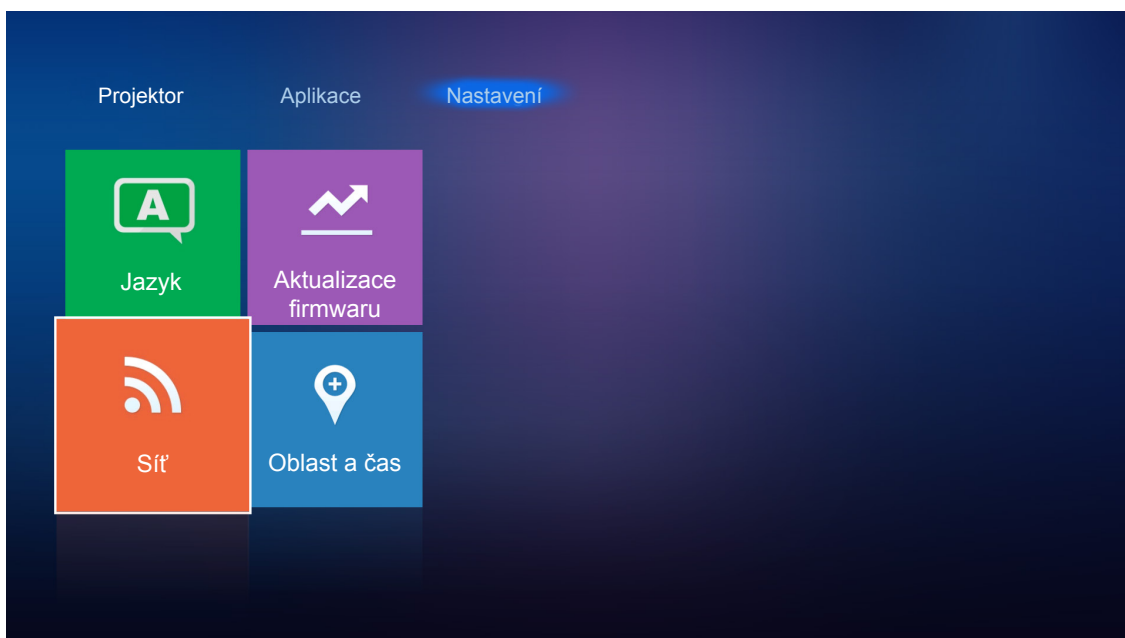 Projektor
Aplikace
Nastavení
A
Jazyk
Aktualizace
firmwaru
Síť
Oblast a čas